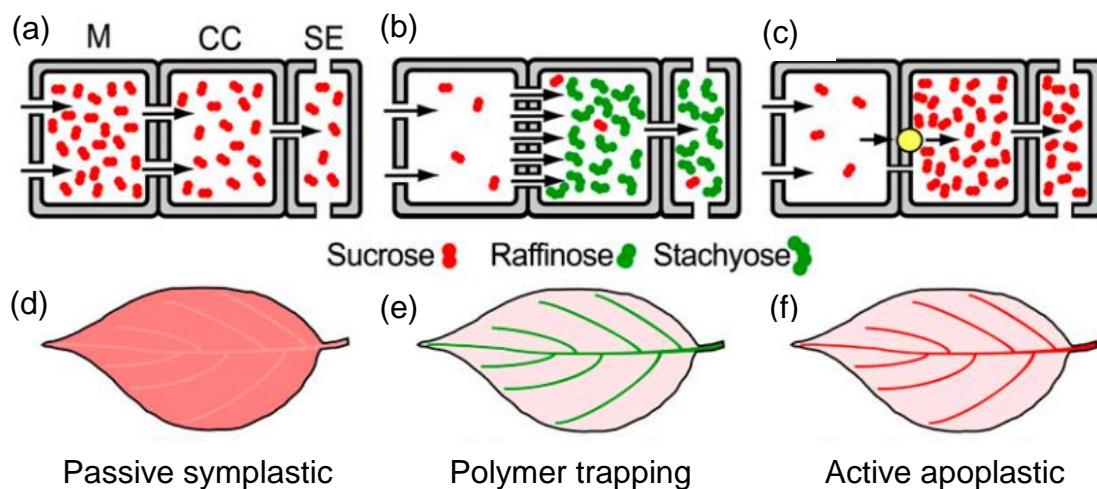 (a) M CC SE (b) (c)
Sucrose Raffinose Stachyose
(d) (e) (f)
Passive symplastic Polymer trapping Active apoplastic